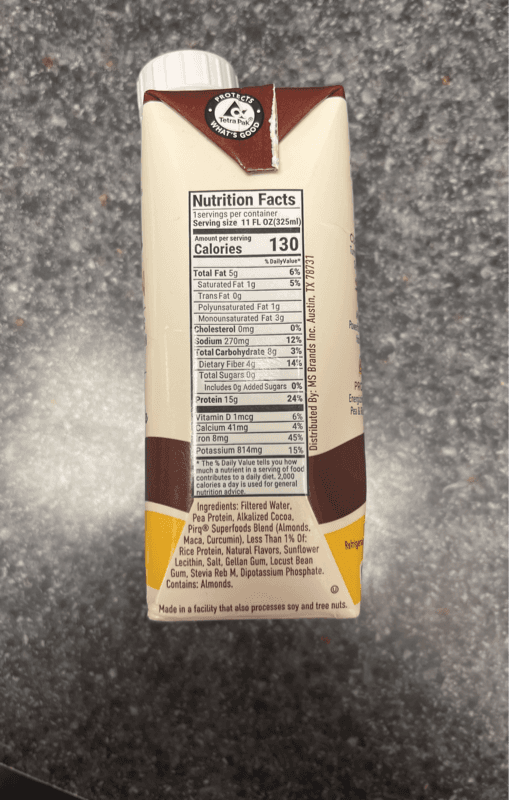 PROTECTS
Tetra Pak®
WHAT'S GOOD
Nutrition Facts
1servings per container
Serving size 11 FL OZ(325ml)
Amount per serving
Calories 130
% DailyValue*
Total Fat 5g 6%
Saturated Fat 1g 5%
Trans Fat 0g
Polyunsaturated Fat 1g
Monounsaturated Fat 3g
Cholesterol 0mg 0%
Sodium 270mg 12%
Total Carbohydrate 8g 3%
Dietary Fiber 4g 14%
Total Sugars 0g
Includes 0g Added Sugars 0%
Protein 15g 24%
Vitamin D 1mcg 6%
Calcium 41mg 4%
Iron 8mg 45%
Potassium 814mg 15%
* The % Daily Value tells you how
much a nutrient in a serving of food
contributes to a daily diet. 2,000
calories a day is used for general
nutrition advice.
Distributed By: MS Brands Inc. Austin, TX 78731
Ingredients: Filtered Water,
Pea Protein, Alkalized Cocoa,
Pirq® Superfoods Blend (Almonds,
Maca, Curcumin), Less Than 1% Of:
Rice Protein, Natural Flavors, Sunflower
Lecithin, Salt, Gellan Gum, Locust Bean
Gum, Stevia Reb M, Dipotassium Phosphate.
Contains: Almonds.
Made in a facility that also processes soy and tree nuts.